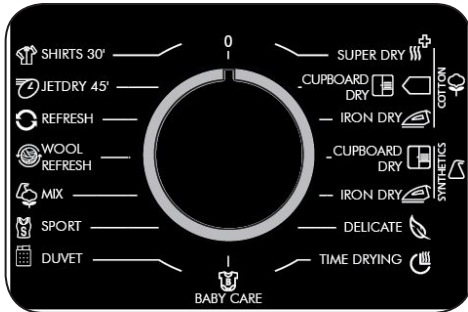 0
SHIRTS 30'
JETDRY 45'
REFRESH
WOOL
REFRESH
MIX
SPORT
S
DUVET
B
BABY CARE
SUPER DRY
CUPBOARD
DRY
IRON DRY
COTTON
CUPBOARD
DRY
IRON DRY
SYNTHETICS
DELICATE
TIME DRYING